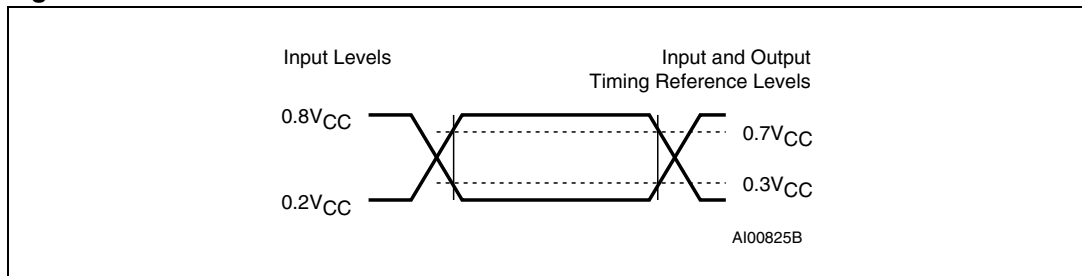 Input Levels
Input and Output
Timing Reference Levels
0.8VCC
0.7VCC
0.3VCC
0.2VCC
AI00825B